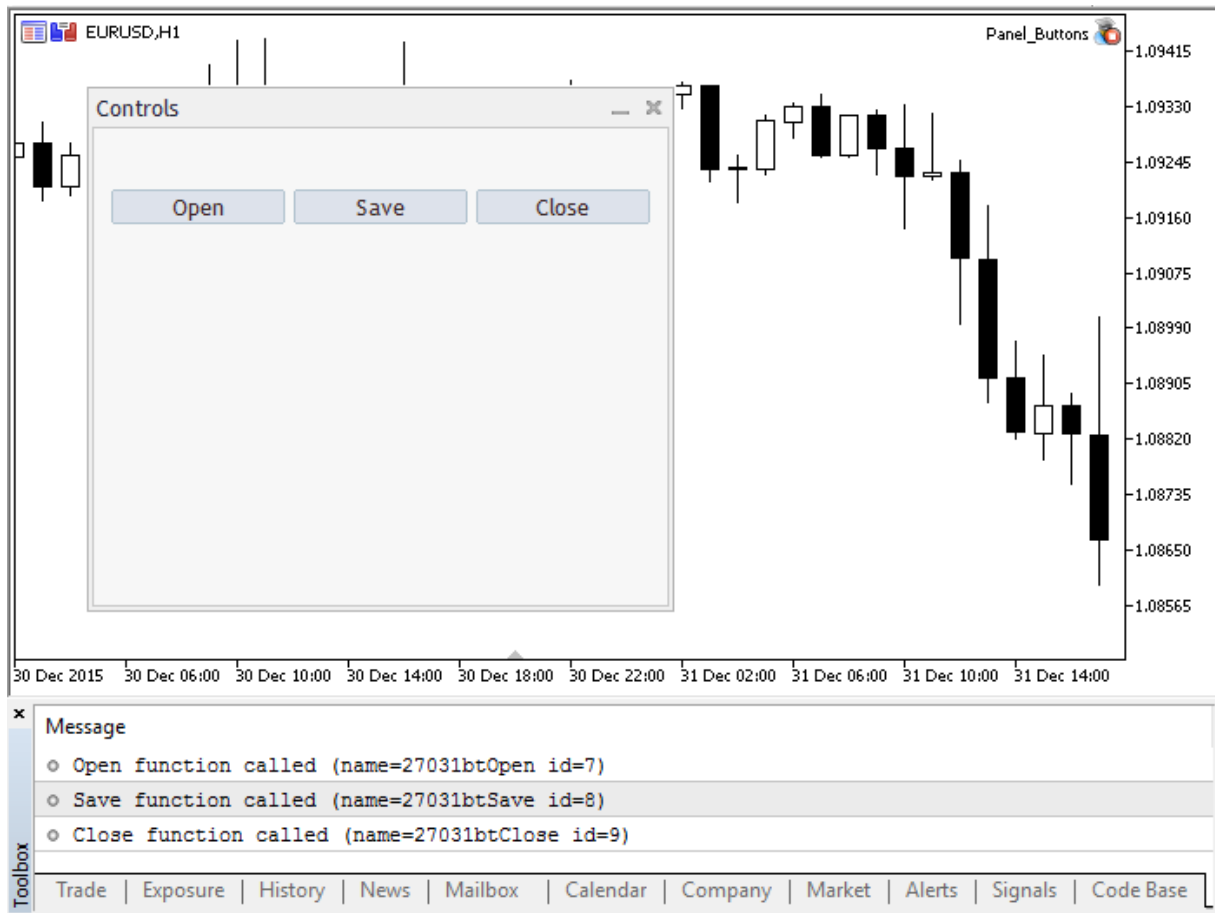 EURUSD,H1
Panel_Buttons
1.09415
1.09330
1.09245
1.09160
1.09075
1.08990
1.08905
1.08820
1.08735
1.08650
1.08565
Controls
Open Save Close
30 Dec 2015 30 Dec 06:00 30 Dec 10:00 30 Dec 14:00 30 Dec 18:00 30 Dec 22:00 31 Dec 02:00 31 Dec 06:00 31 Dec 10:00 31 Dec 14:00
Message
Open function called (name=27031btOpen id=7)
Save function called (name=27031btSave id=8)
Close function called (name=27031btClose id=9)
Toolbox
Trade | Exposure | History | News | Mailbox | Calendar | Company | Market | Alerts | Signals | Code Base